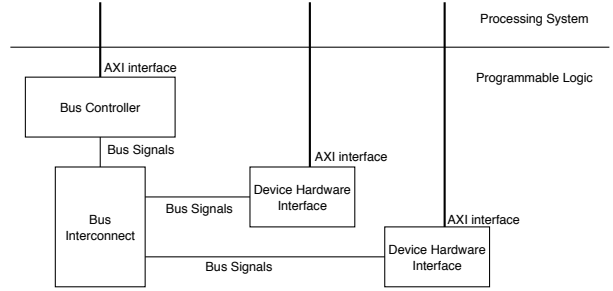 Processing System
AXI interface
Programmable Logic
Bus Controller
Bus Signals
AXI interface
Device Hardware
Interface
Bus Signals
Bus
Interconnect
AXI interface
Device Hardware
Interface
Bus Signals